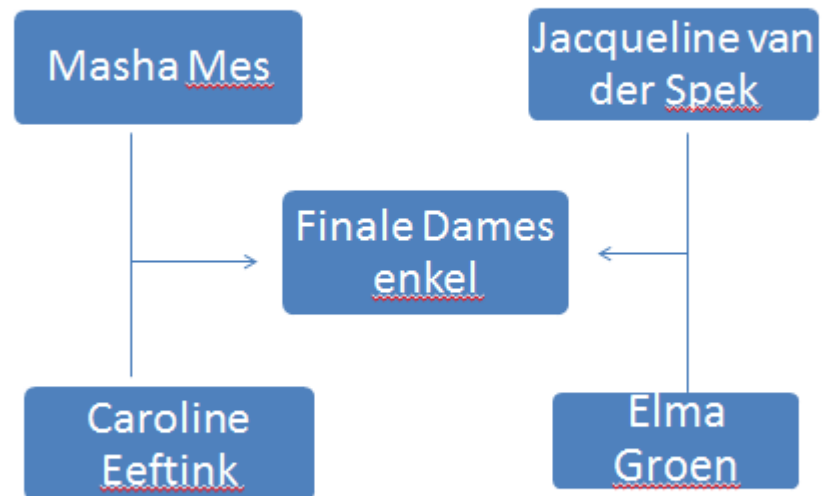 Masha Mes
Jacqueline van
der Spek
Finale Dames
enkel
Caroline
Eeftink
Elma
Groen